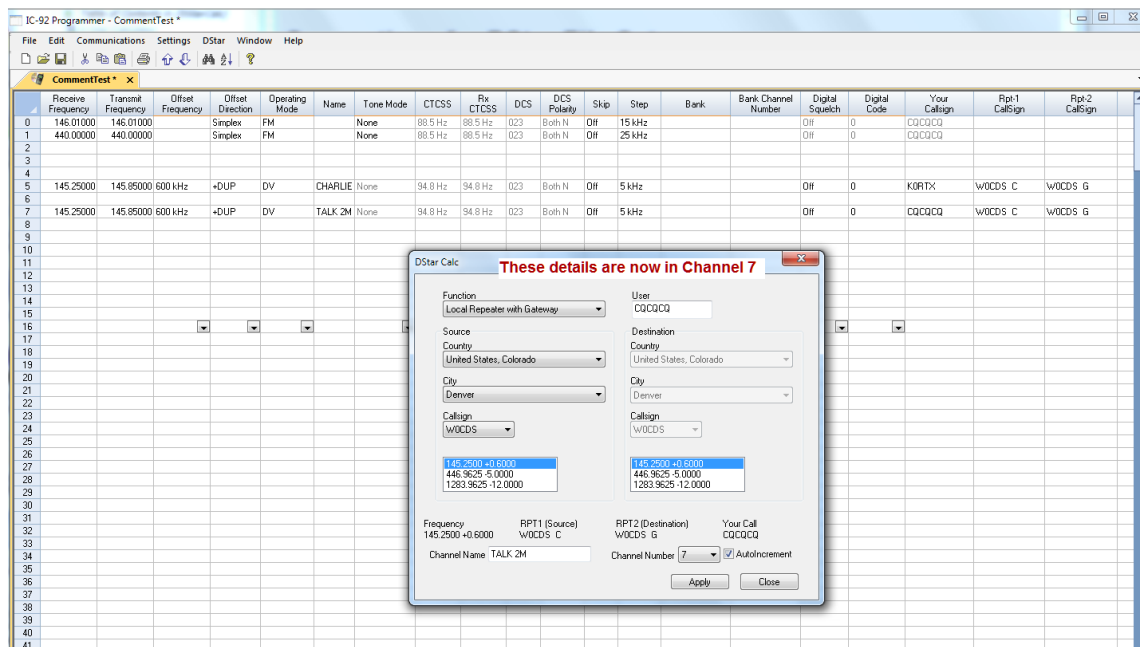 IC-92 Programmer - CommentTest *
File Edit Communications Settings DStar Window Help
CommentTest * x
Receive Frequency Transmit Frequency Offset Frequency Offset Direction Operating Mode Name Tone Mode CTCSS Rx CTCSS DCS DCS Polarity Skip Step Bank Bank Channel Number Digital Squelch Digital Code Your Callsign Rpt-1 CallSign Rpt-2 CallSign
0 146.01000 146.01000 Simplex FM None 88.5 Hz 88.5 Hz 023 Both N Off 15 kHz Off 0 CQCQCQ
1 440.00000 440.00000 Simplex FM None 88.5 Hz 88.5 Hz 023 Both N Off 25 kHz Off 0 CQCQCQ
2
3
4
5 145.25000 145.85000 600 kHz +DUP DV CHARLIE None 94.8 Hz 94.8 Hz 023 Both N Off 5 kHz Off 0 K0RTX W0CDS C W0CDS G
6
7 145.25000 145.85000 600 kHz +DUP DV TALK 2M None 94.8 Hz 94.8 Hz 023 Both N Off 5 kHz Off 0 CQCQCQ W0CDS C W0CDS G
8
9
10
11
12
13
14
15
16
17
18
19
20
21
22
23
24
25
26
27
28
29
30
31
32
33
34
35
36
37
38
39
40
41
DStar Calc
These details are now in Channel 7
Function
Local Repeater with Gateway
User
CQCQCQ
Source
Country
United States, Colorado
City
Denver
Callsign
W0CDS
145.2500 +0.6000
446.9625 -5.0000
1283.9625 -12.0000
Destination
Country
United States, Colorado
City
Denver
Callsign
W0CDS
145.2500 +0.6000
446.9625 -5.0000
1283.9625 -12.0000
Frequency RPT1 (Source) RPT2 (Destination) Your Call
145.2500 +0.6000 W0CDS C W0CDS G CQCQCQ
Channel Name TALK 2M Channel Number 7 AutoIncrement
Apply Close